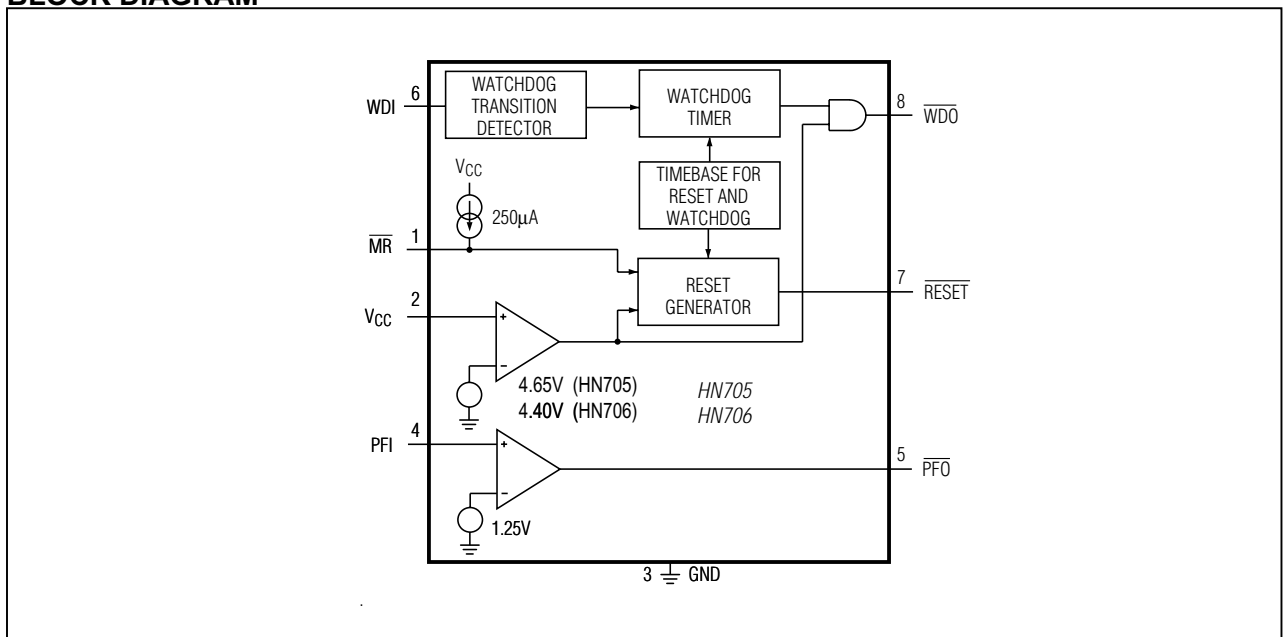 BLOCK DIAGRAM
WDI
6
WATCHDOG
TRANSITION
DETECTOR
WATCHDOG
TIMER
8
WDO
VCC
250µA
TIMEBASE FOR
RESET AND
WATCHDOG
MR
1
RESET
GENERATOR
7
RESET
VCC
2
+
−
4.65V (HN705)
4.40V (HN706)
HN705
HN706
PFI
4
+
−
1.25V
5
PFO
3
GND